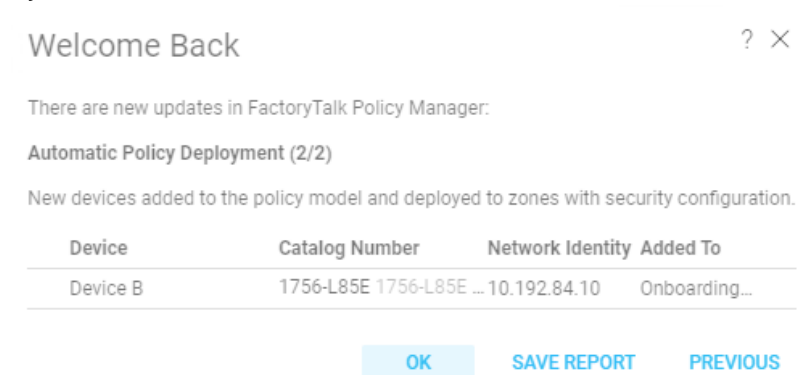 Welcome Back ? ×
There are new updates in FactoryTalk Policy Manager:
Automatic Policy Deployment (2/2)
New devices added to the policy model and deployed to zones with security configuration.
Device Catalog Number Network Identity Added To
Device B 1756-L85E 1756-L85E ... 10.192.84.10 Onboarding...
OK SAVE REPORT PREVIOUS